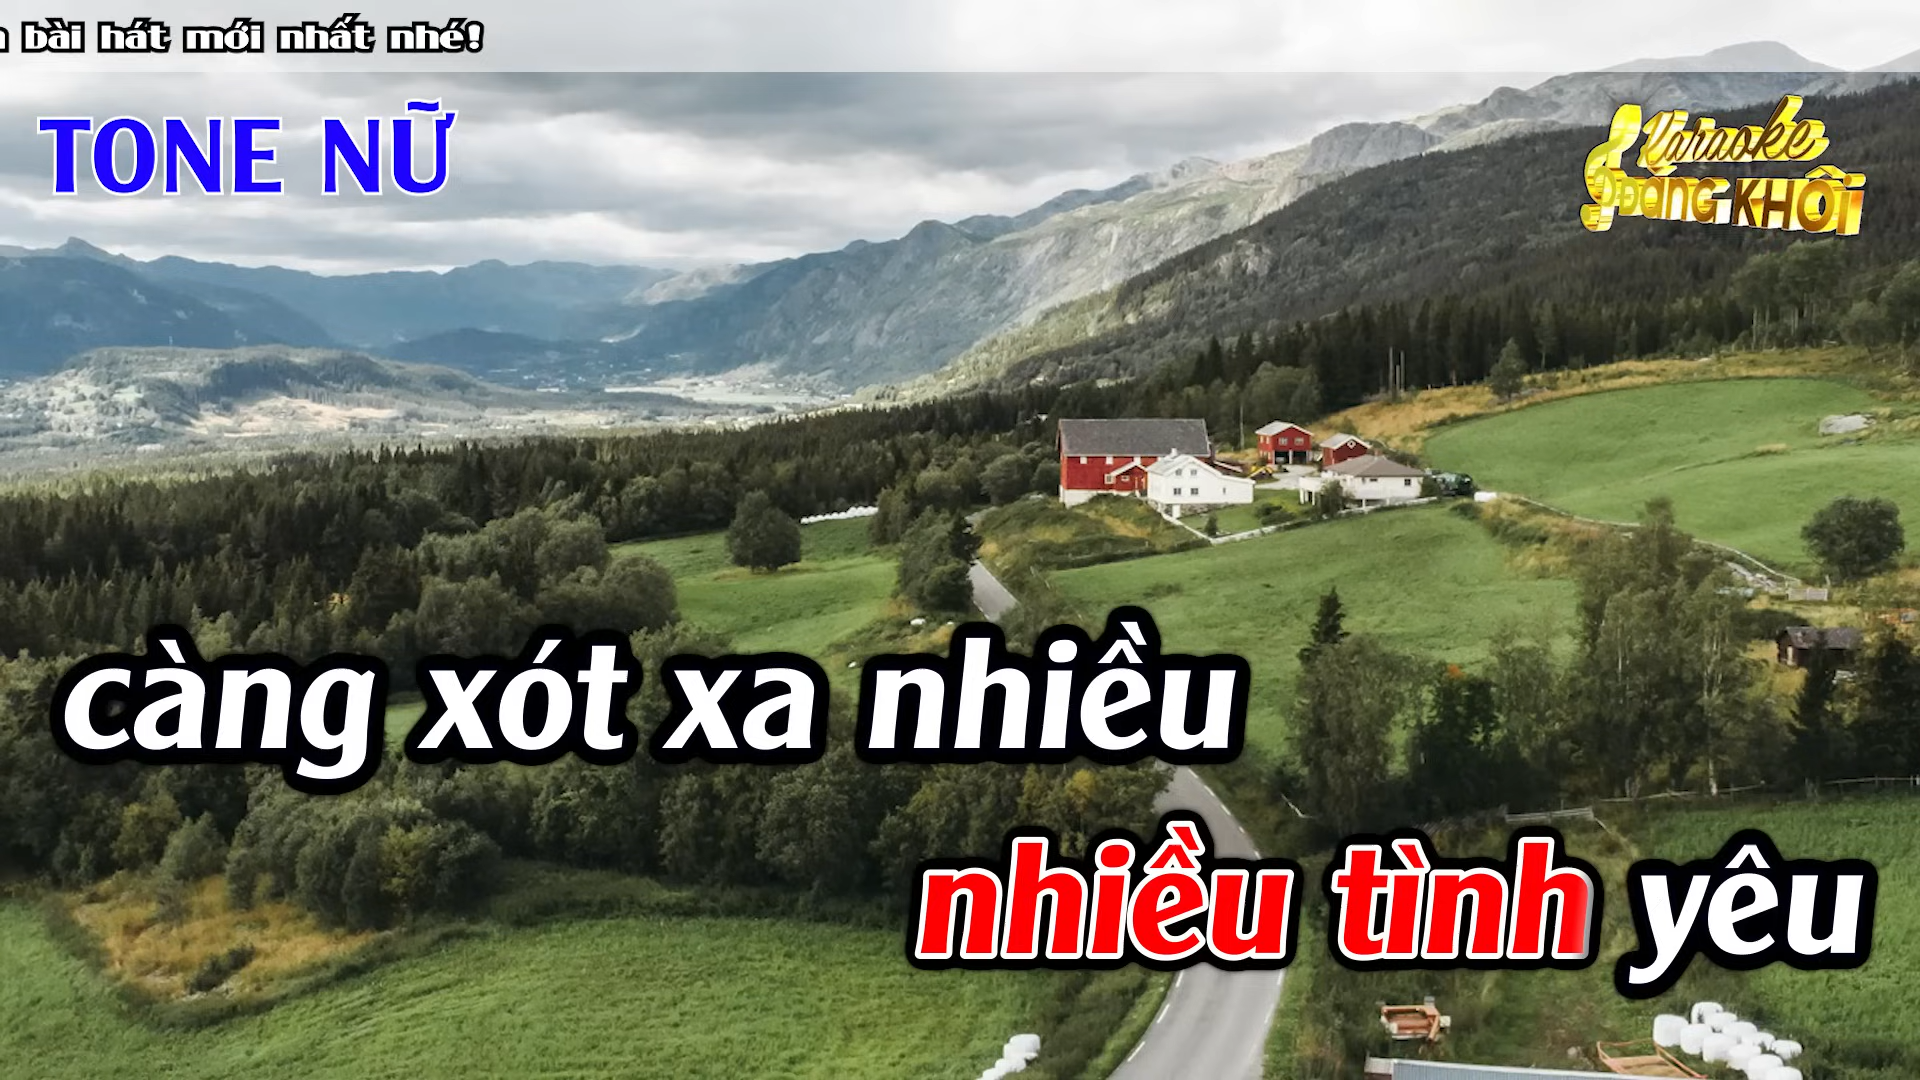 bài hát mới nhất nhé!
TONE NỮ
Karaoke
ĐĂNG KHÔI
càng xót xa nhiều
nhiều tình yêu